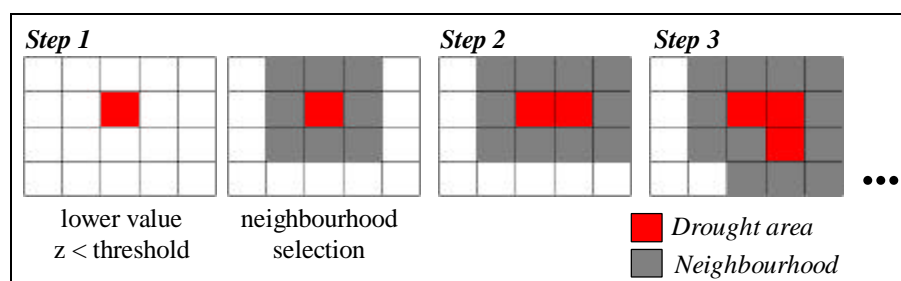 Step 1
Step 2
Step 3
lower value
z < threshold
neighbourhood
selection
•••
Drought area
Neighbourhood